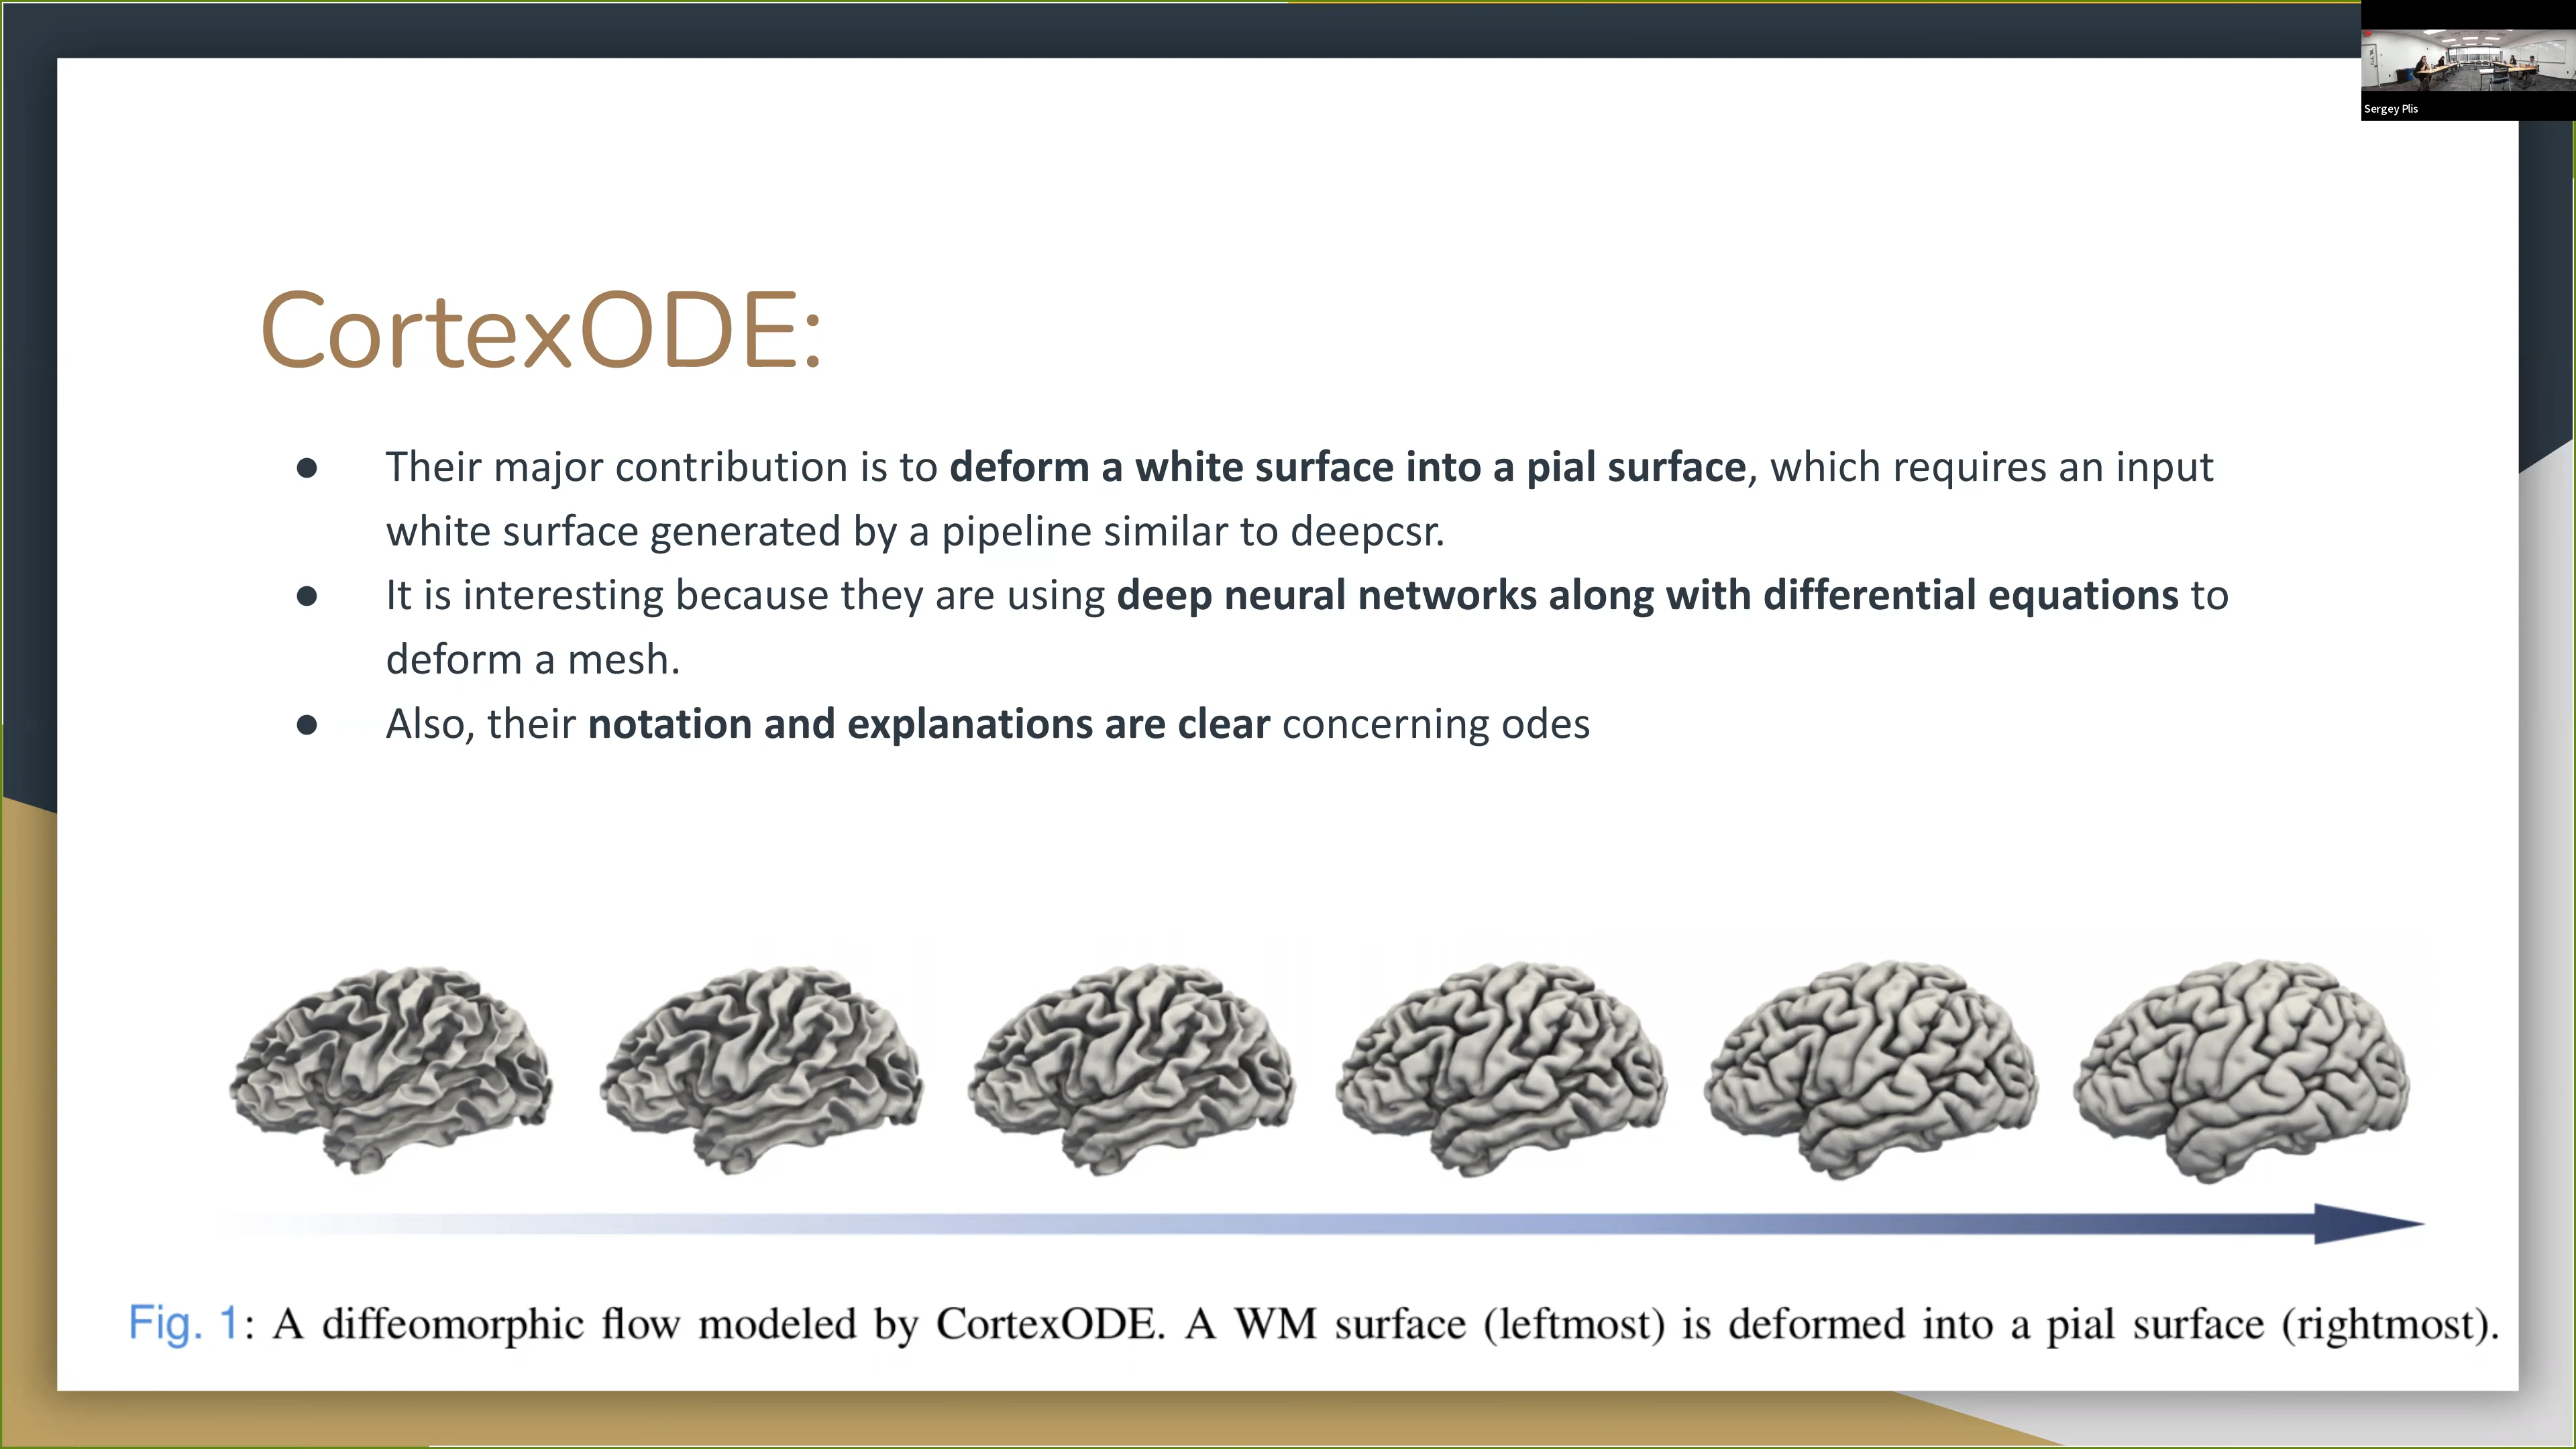 Sergey Plis
CortexODE:
● Their major contribution is to deform a white surface into a pial surface, which requires an input
white surface generated by a pipeline similar to deepcsr.
● It is interesting because they are using deep neural networks along with differential equations to
deform a mesh.
● Also, their notation and explanations are clear concerning odes
Fig. 1: A diffeomorphic flow modeled by CortexODE. A WM surface (leftmost) is deformed into a pial surface (rightmost).